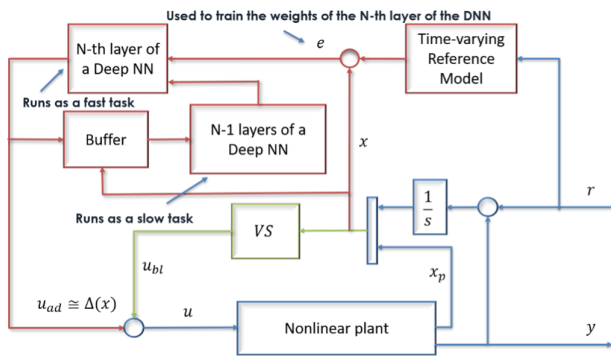 Used to train the weights of the N-th layer of the DNN
N-th layer of
a Deep NN
e
Time-varying
Reference
Model
Runs as a fast task
Buffer
N-1 layers of a
Deep NN
x
Runs as a slow task
VS
1
s
r
u_bl
x_p
u_ad ≅ Δ(x)
u
Nonlinear plant
y